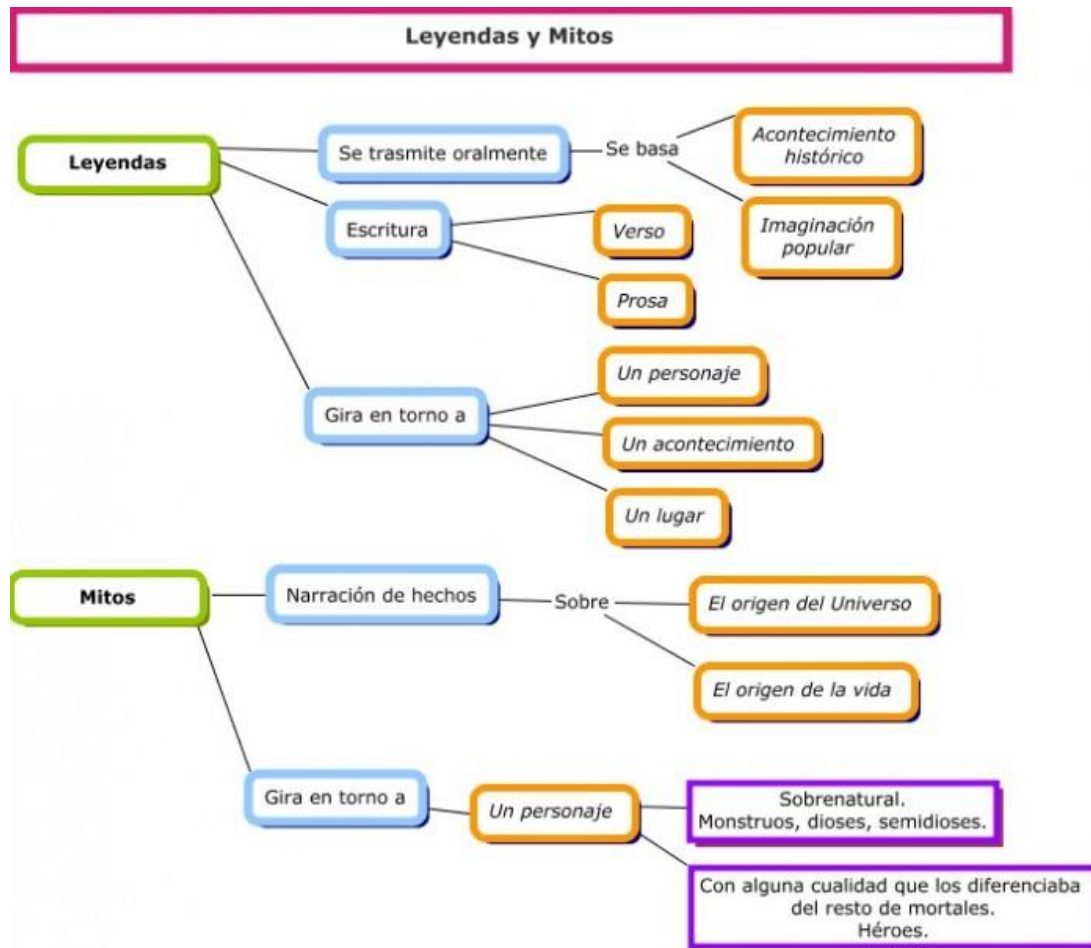 Leyendas y Mitos
Leyendas
Se trasmite oralmente
Se basa
Acontecimiento
histórico
Imaginación
popular
Escritura
Verso
Prosa
Gira en torno a
Un personaje
Un acontecimiento
Un lugar
Mitos
Narración de hechos
Sobre
El origen del Universo
El origen de la vida
Gira en torno a
Un personaje
Sobrenatural.
Monstruos, dioses, semidioses.
Con alguna cualidad que los diferenciaba
del resto de mortales.
Héroes.